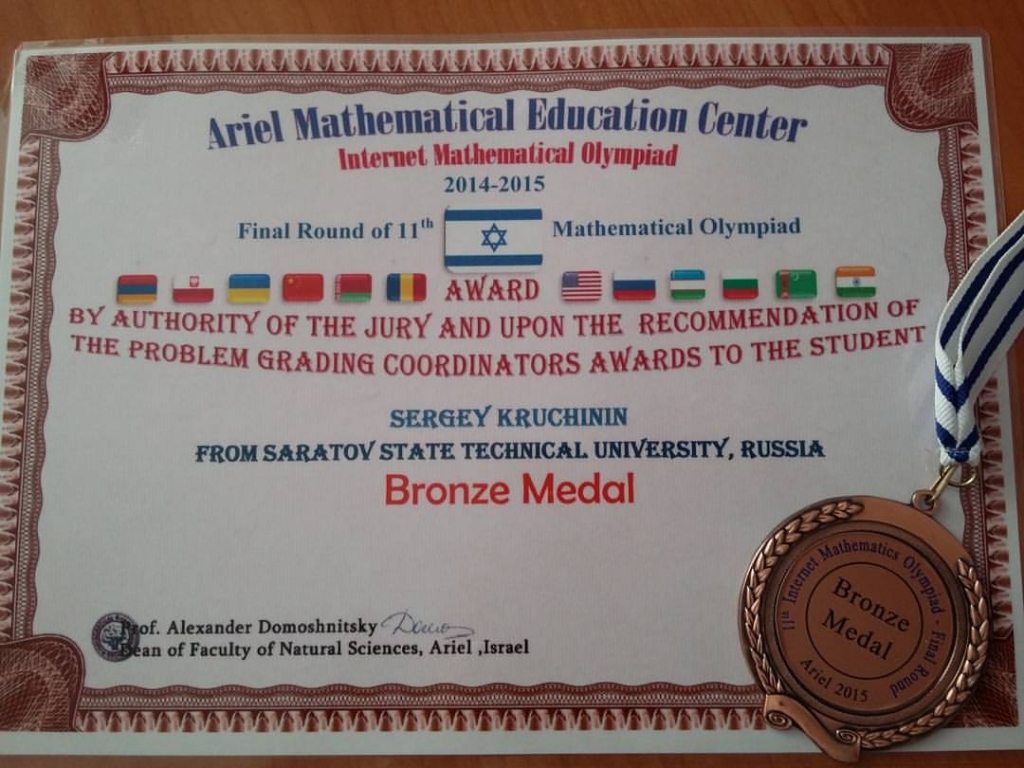 Ariel Mathematical Education Center
Internet Mathematical Olympiad
2014-2015
Final Round of 11th Mathematical Olympiad
AWARD
BY AUTHORITY OF THE JURY AND UPON THE RECOMMENDATION OF
THE PROBLEM GRADING COORDINATORS AWARDS TO THE STUDENT
SERGEY KRUCHININ
FROM SARATOV STATE TECHNICAL UNIVERSITY, RUSSIA
Bronze Medal
Prof. Alexander Domoshnitsky
Dean of Faculty of Natural Sciences, Ariel ,Israel
11th Internet Mathematics Olympiad - Final Round
Bronze
Medal
Ariel 2015